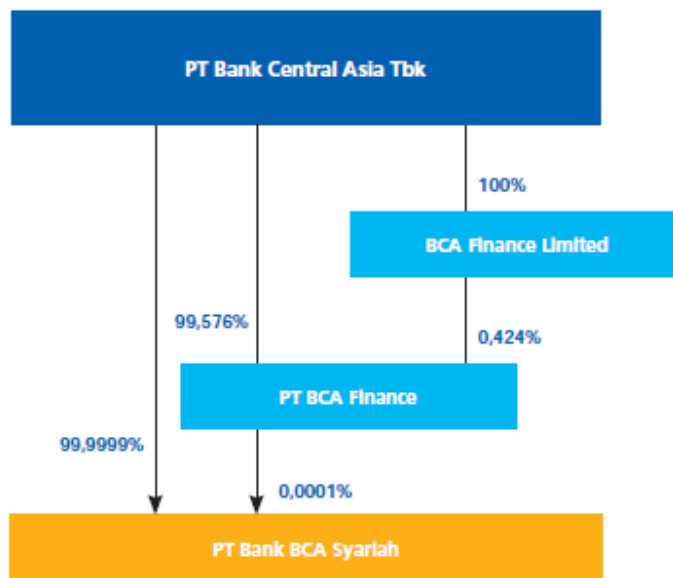 PT Bank Central Asia Tbk
100%
BCA Finance Limited
99,576%
0,424%
PT BCA Finance
99,9999%
0,0001%
PT Bank BCA Syariah